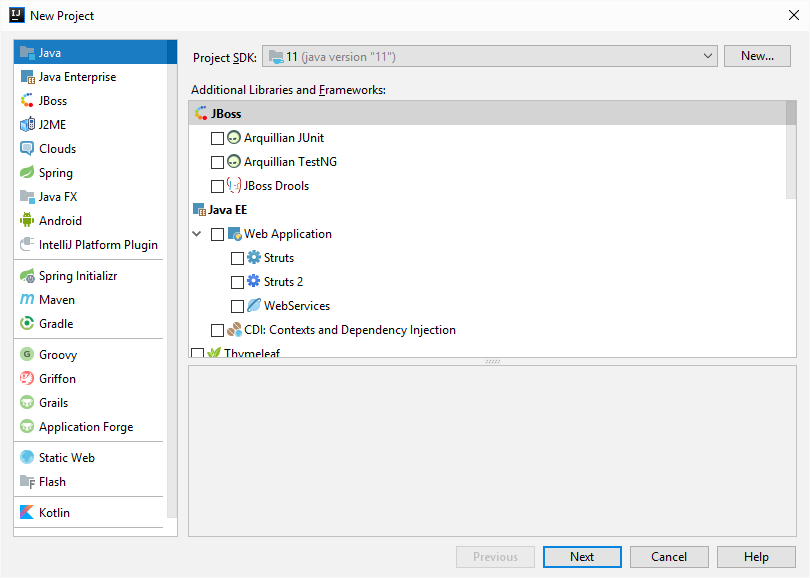 IJ New Project
Java
Java Enterprise
JBoss
J2ME
Clouds
Spring
Java FX
Android
IntelliJ Platform Plugin
Spring Initializr
m Maven
Gradle
G Groovy
Griffon
Grails
Application Forge
Static Web
F Flash
Kotlin
Project SDK: 11 (java version "11") New...
Additional Libraries and Frameworks:
JBoss
Arquillian JUnit
Arquillian TestNG
JBoss Drools
Java EE
Web Application
Struts
Struts 2
WebServices
CDI: Contexts and Dependency Injection
Thymeleaf
Previous Next Cancel Help